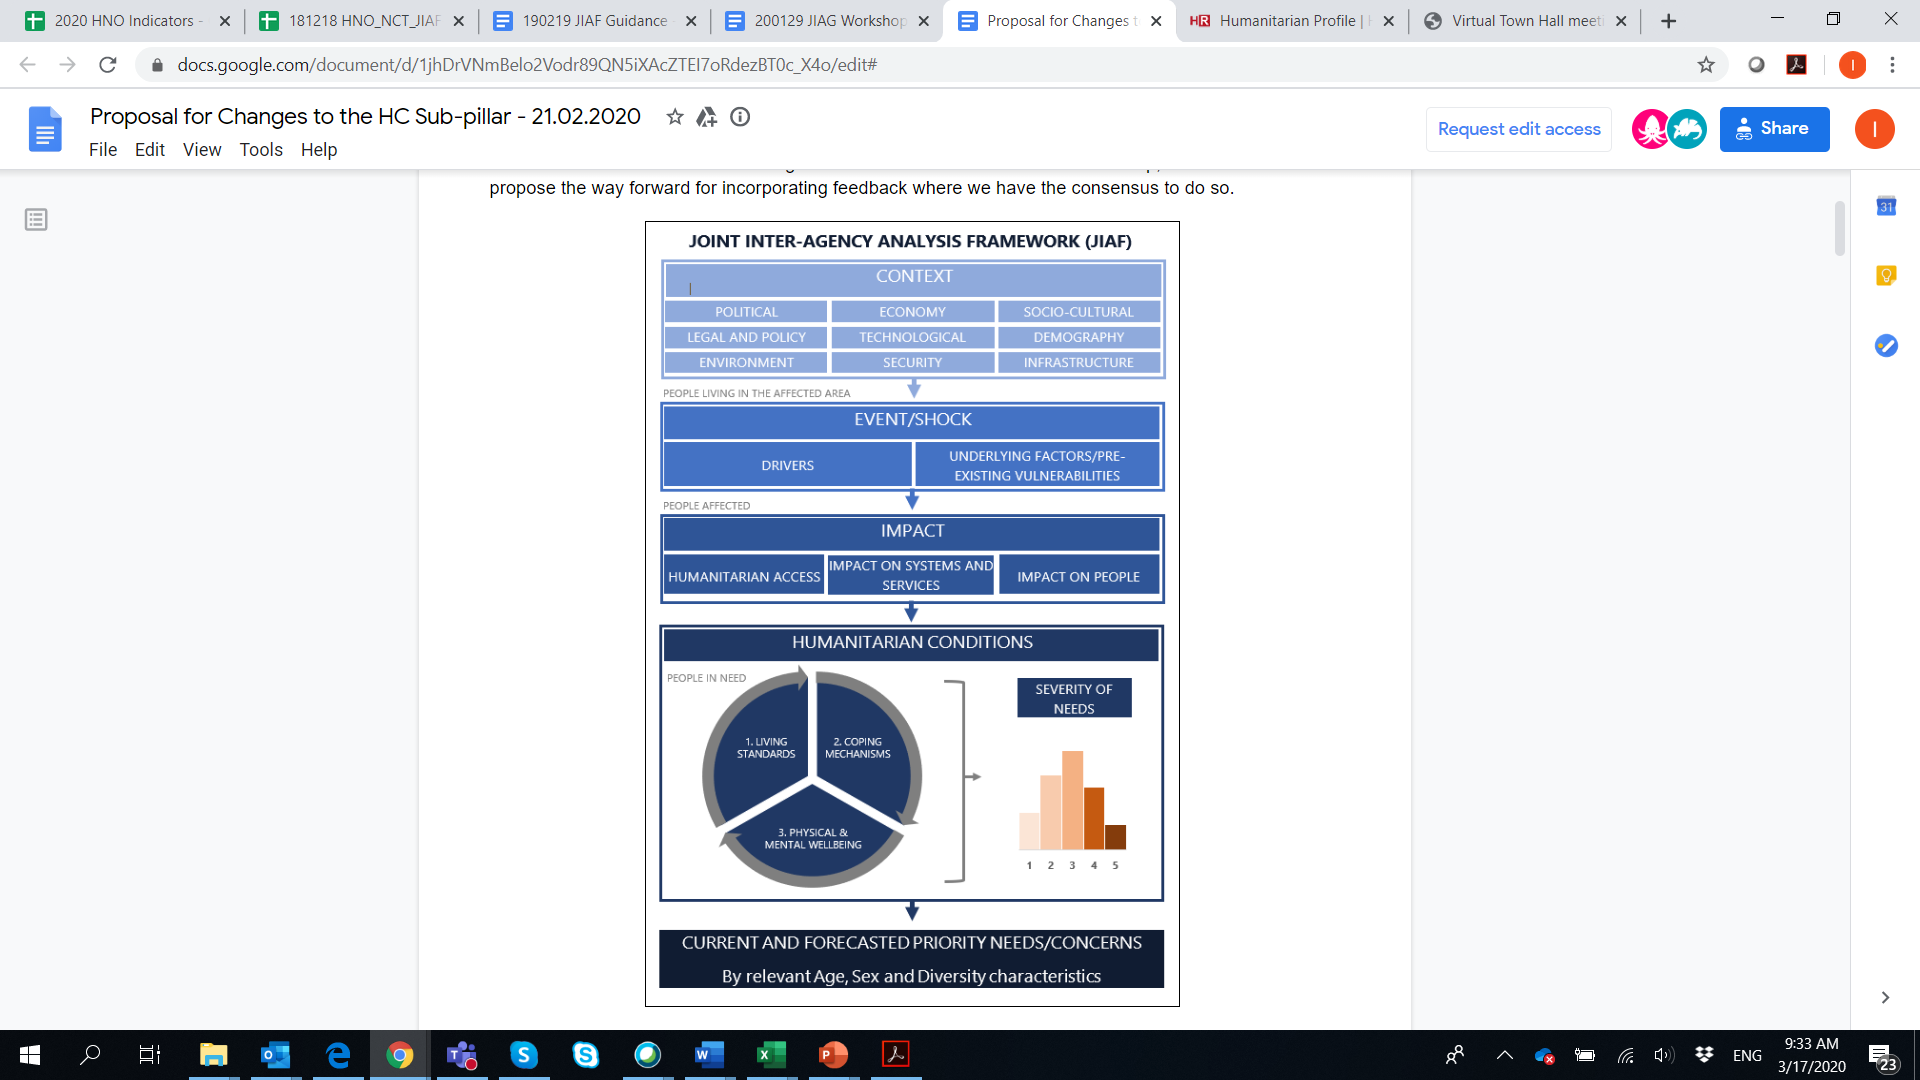 2020 HNO Indicators -
181218 HNO_NCT_JIAF
190219 JIAF Guidance
200129 JIAG Workshop
Proposal for Changes t
HR Humanitarian Profile |
Virtual Town Hall meeti
docs.google.com/document/d/1jhDrVNmBelo2Vodr89QN5iXAcZTEI7oRdezBT0c_X4o/edit#
I
Proposal for Changes to the HC Sub-pillar - 21.02.2020
File Edit View Tools Help
Request edit access
Share
I
31
propose the way forward for incorporating feedback where we have the consensus to do so.
JOINT INTER-AGENCY ANALYSIS FRAMEWORK (JIAF)
CONTEXT
POLITICAL ECONOMY SOCIO-CULTURAL
LEGAL AND POLICY TECHNOLOGICAL DEMOGRAPHY
ENVIRONMENT SECURITY INFRASTRUCTURE
PEOPLE LIVING IN THE AFFECTED AREA
EVENT/SHOCK
DRIVERS
UNDERLYING FACTORS/PRE-
EXISTING VULNERABILITIES
PEOPLE AFFECTED
IMPACT
HUMANITARIAN ACCESS
IMPACT ON SYSTEMS AND
SERVICES
IMPACT ON PEOPLE
HUMANITARIAN CONDITIONS
PEOPLE IN NEED
1. LIVING
STANDARDS
2. COPING
MECHANISMS
3. PHYSICAL &
MENTAL WELLBEING
SEVERITY OF
NEEDS
1 2 3 4 5
CURRENT AND FORECASTED PRIORITY NEEDS/CONCERNS
By relevant Age, Sex and Diversity characteristics
ENG
9:33 AM
3/17/2020
23